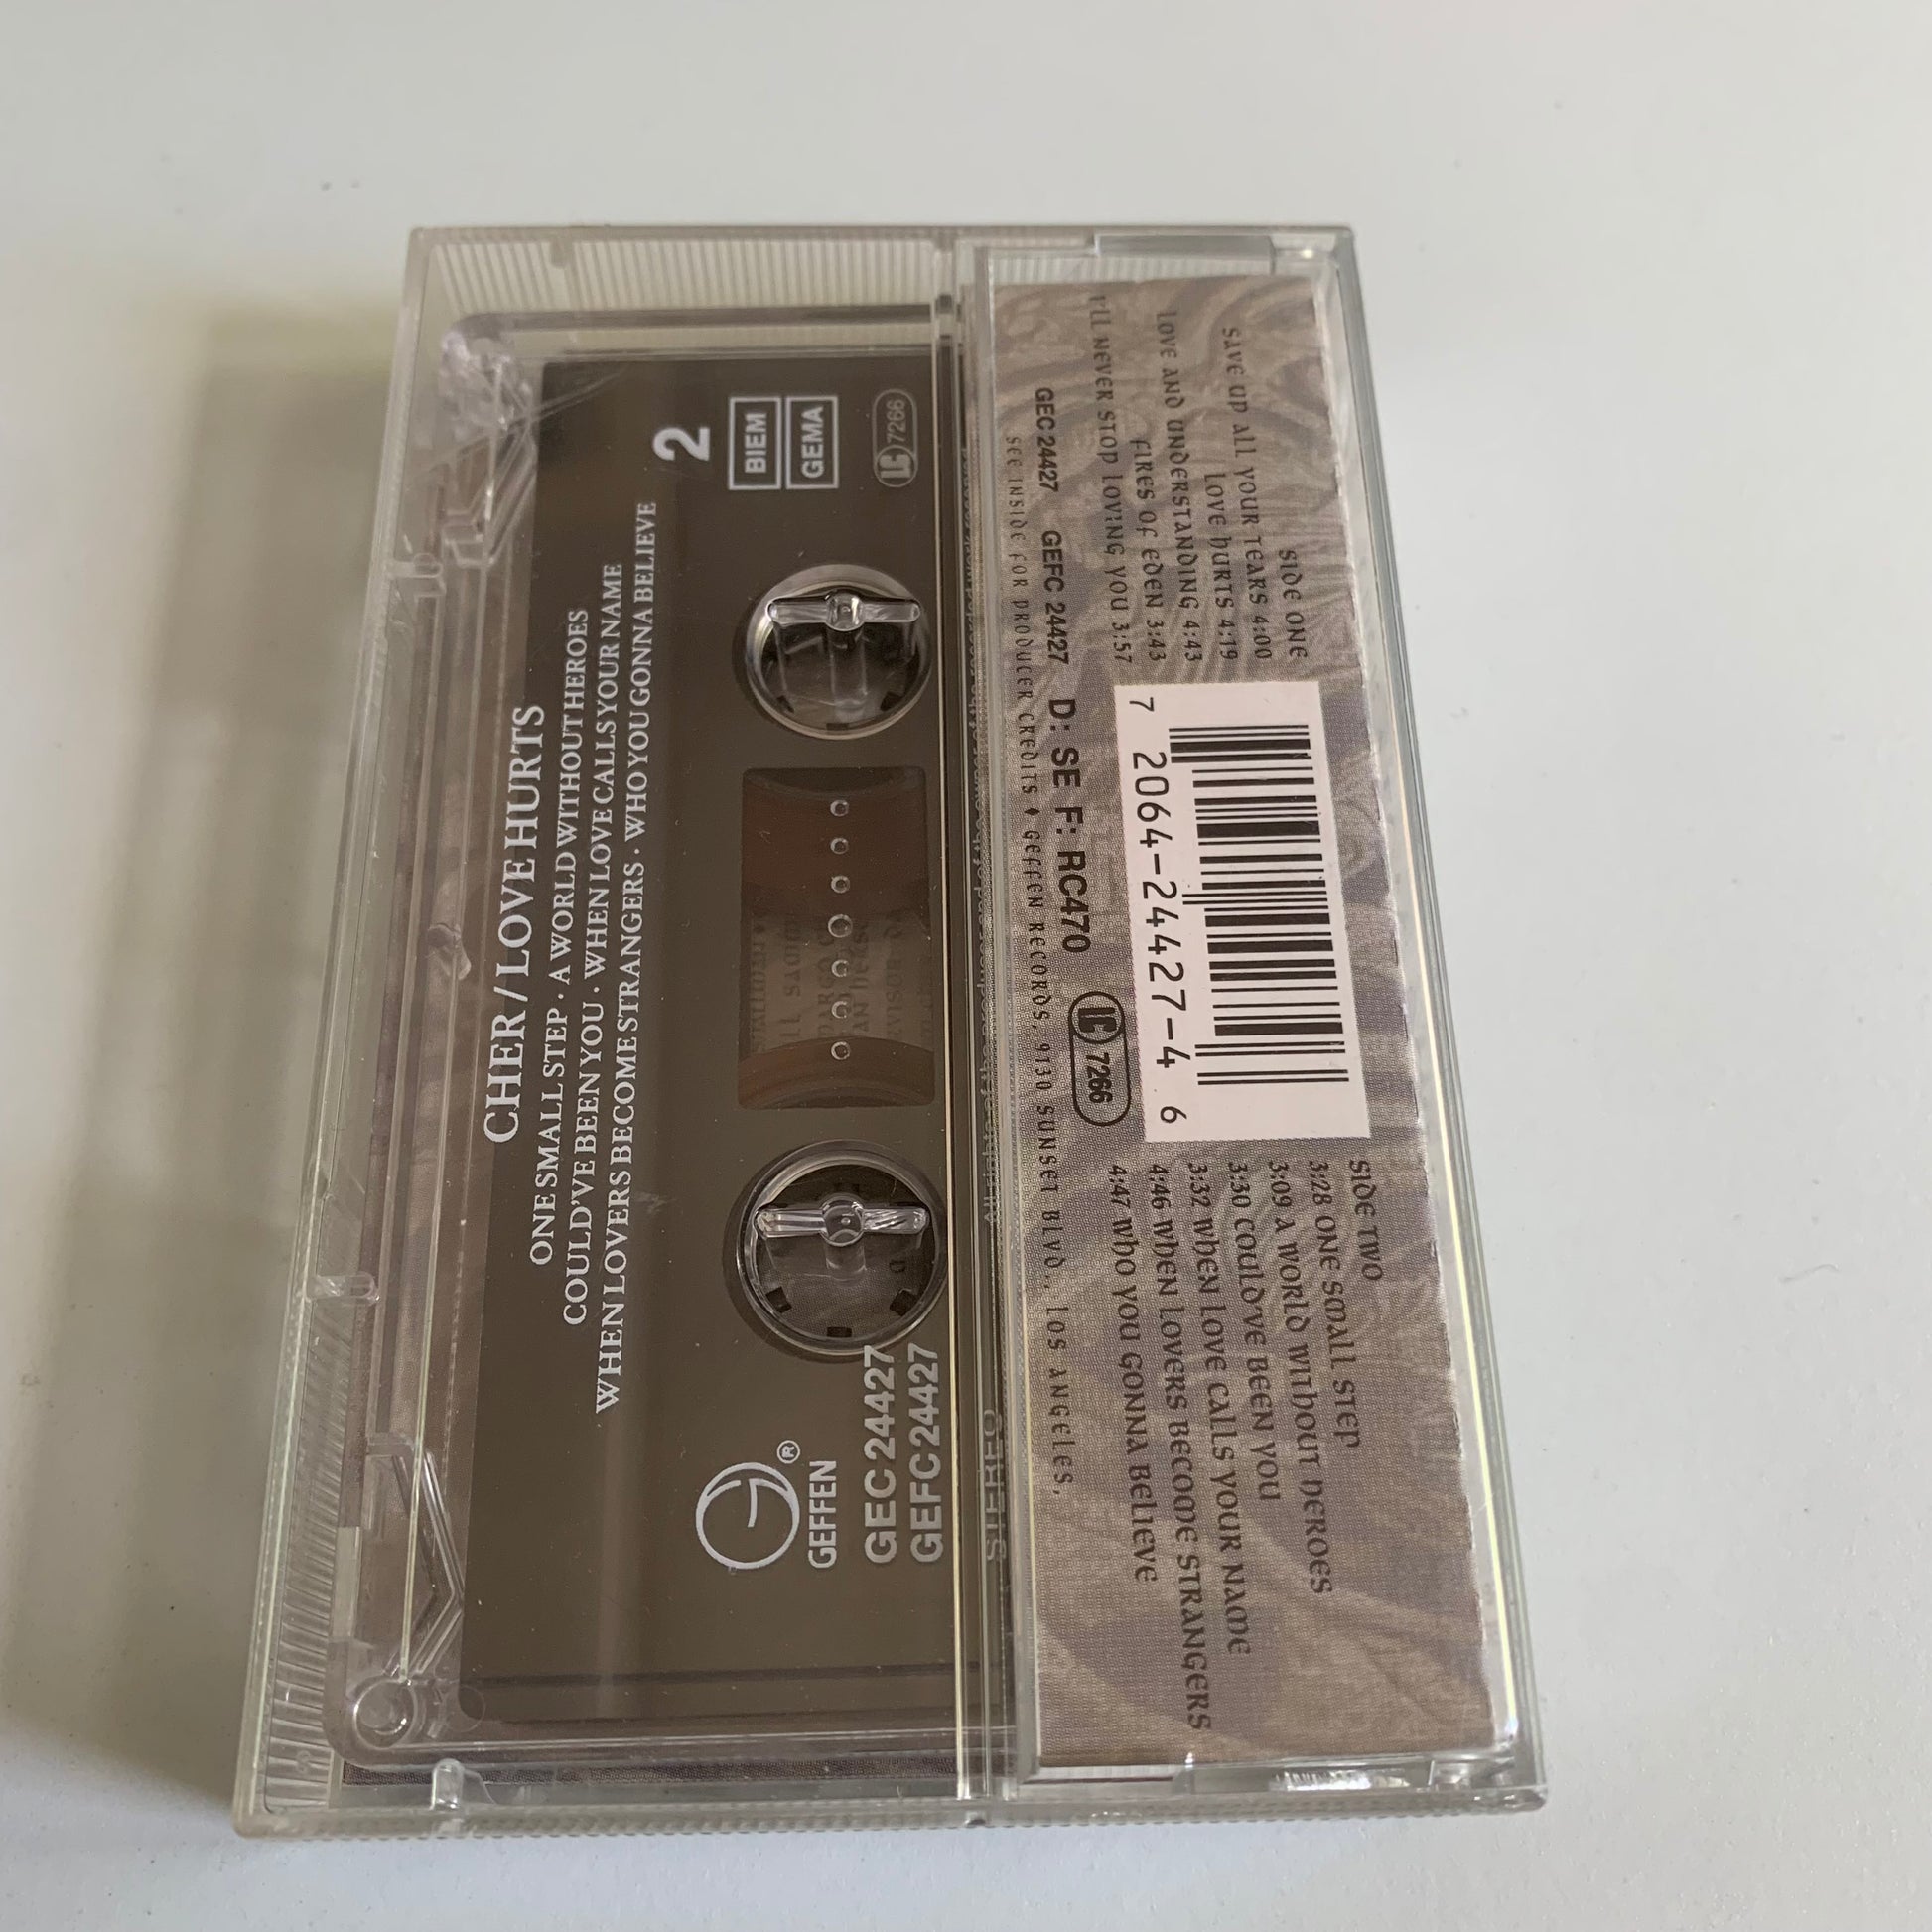 CHER / LOVE HURTS
ONE SMALL STEP · A WORLD WITHOUT HEROES
COULD'VE BEEN YOU · WHEN LOVE CALLS YOUR NAME
WHEN LOVERS BECOME STRANGERS · WHO YOU GONNA BELIEVE
2
BIEM
GEMA
LC 7266
GEFFEN®
GEC 24427
GEFC 24427
STEREO
SIDE ONE
SAVE UP ALL YOUR TEARS 4:00
LOVE HURTS 4:19
LOVE AND UNDERSTANDING 4:43
FIRES OF EDEN 3:43
I'LL NEVER STOP LOVING YOU 3:57
7 2064-24427-4 6
SIDE TWO
3:28 ONE SMALL STEP
3:09 A WORLD WITHOUT HEROES
3:30 COULD'VE BEEN YOU
3:32 WHEN LOVE CALLS YOUR NAME
4:46 WHEN LOVERS BECOME STRANGERS
4:47 WHO YOU GONNA BELIEVE
GEC 24427 GEFC 24427 D: SE F: RC470 LC 7266
SEE INSIDE FOR PRODUCER CREDITS ♦ GEFFEN RECORDS, 9130 SUNSET BLVD., LOS ANGELES,